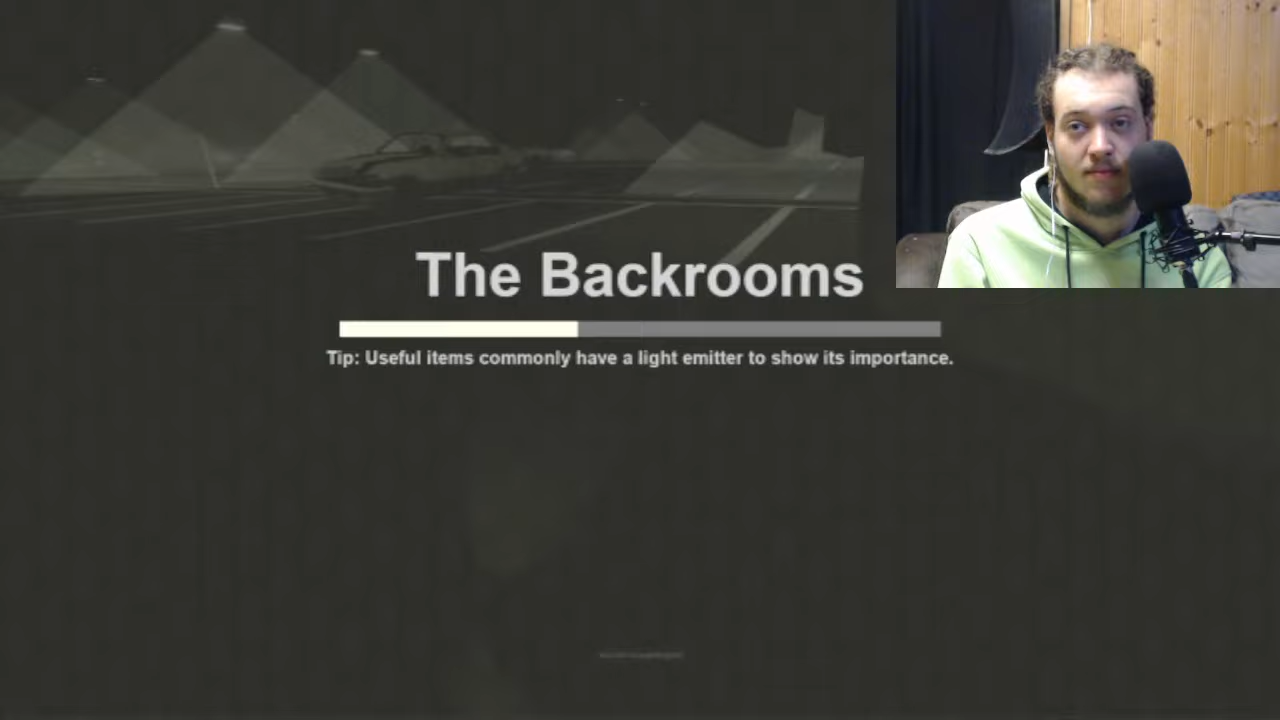 The Backrooms
Tip: Useful items commonly have a light emitter to show its importance.